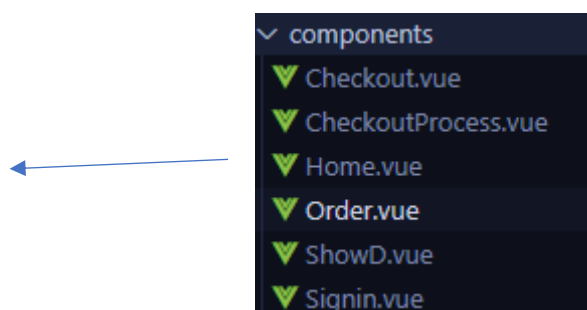 components
Checkout.vue
CheckoutProcess.vue
Home.vue
Order.vue
ShowD.vue
Signin.vue